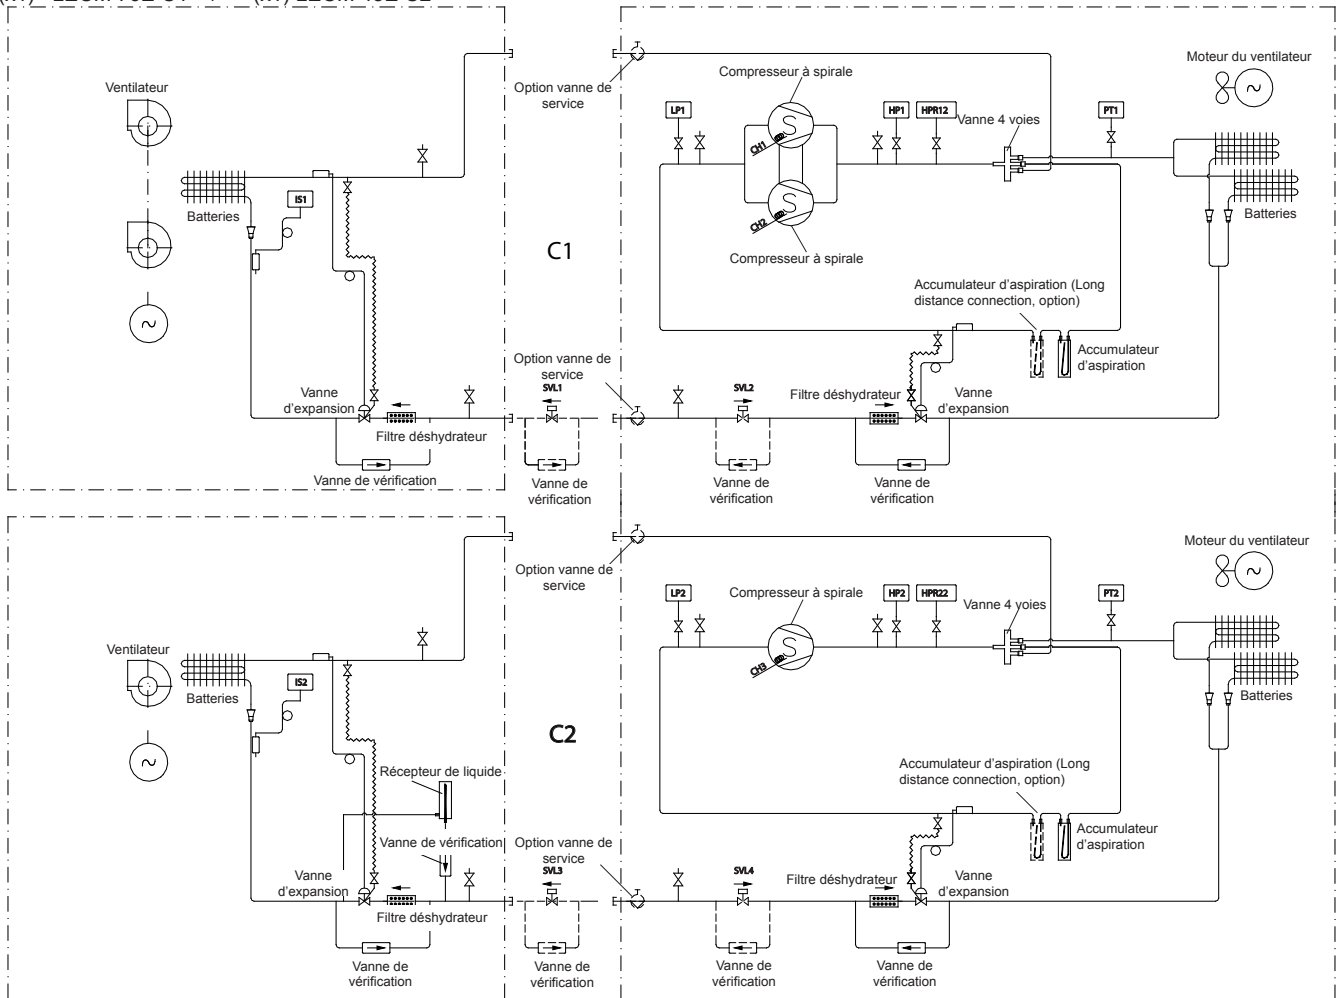 Ventilateur
Option vanne de
service
Compresseur à spirale
Moteur du ventilateur
LP1
HP1
HPR12
Vanne 4 voies
PT1
CH1
IS1
Batteries
CH2
Batteries
C1
Compresseur à spirale
Accumulateur d'aspiration (Long
distance connection, option)
Option vanne de
service
Accumulateur
d'aspiration
Vanne
d'expansion
SVL1
SVL2
Filtre déshydrateur
Vanne
d'expansion
Filtre déshydrateur
Vanne de vérification
Vanne de
vérification
Vanne de
vérification
Vanne de
vérification
Option vanne de
service
Compresseur à spirale
Moteur du ventilateur
LP2
HP2
HPR22
Vanne 4 voies
PT2
Ventilateur
CH3
IS2
Batteries
Batteries
C2
Récepteur de liquide
Accumulateur d'aspiration (Long
distance connection, option)
Vanne de vérification
Option vanne de
service
Accumulateur
d'aspiration
Vanne
d'expansion
SVL3
SVL4
Filtre déshydrateur
Vanne
d'expansion
Filtre déshydrateur
Vanne de
vérification
Vanne de
vérification
Vanne de
vérification
Vanne de
vérification